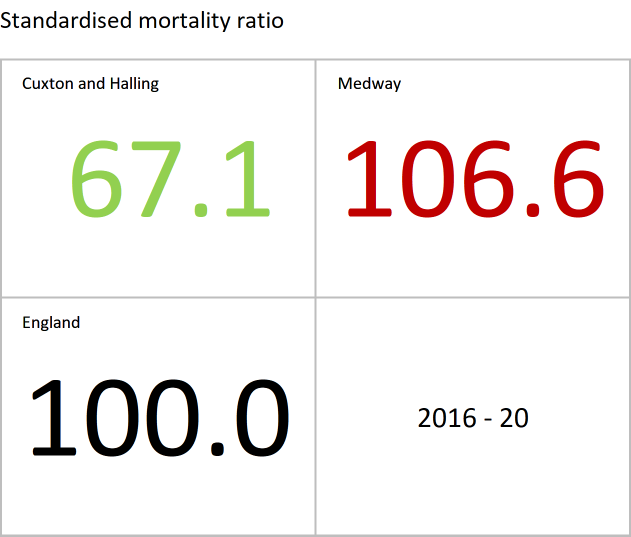 Standardised mortality ratio
Cuxton and Halling
67.1
Medway
106.6
England
100.0
2016 - 20